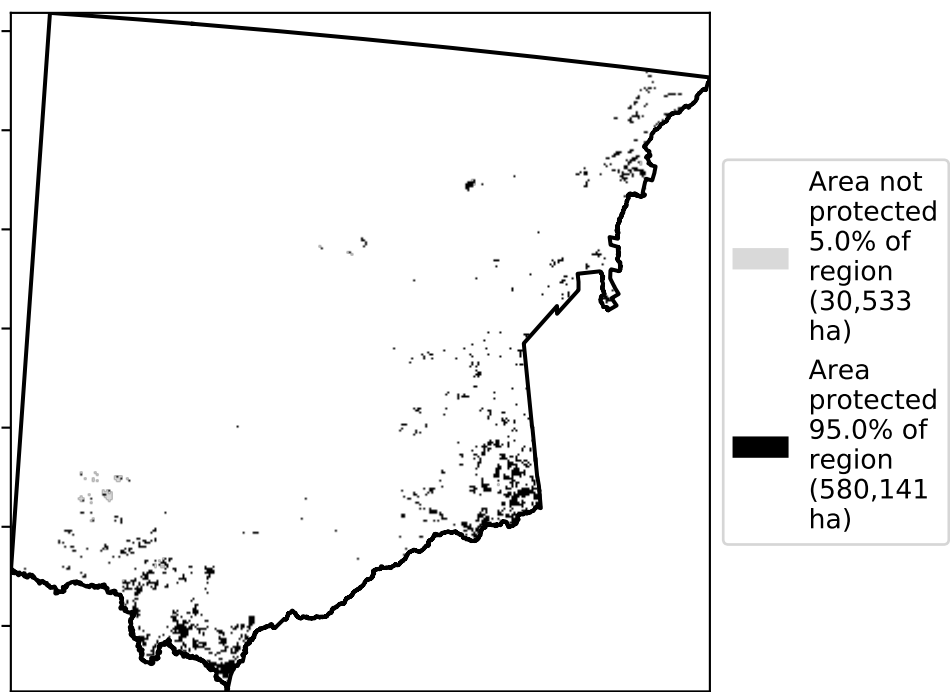 Area not
protected
5.0% of
region
(30,533
ha)
Area
protected
95.0% of
region
(580,141
ha)